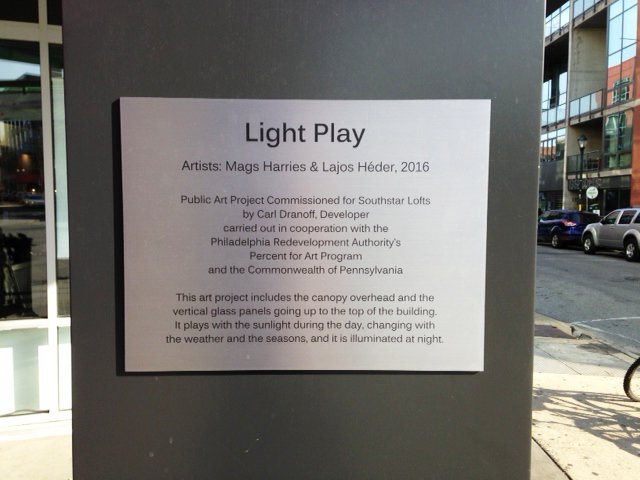 Light Play
Artists: Mags Harries & Lajos Héder, 2016
Public Art Project Commissioned for Southstar Lofts
by Carl Dranoff, Developer
carried out in cooperation with the
Philadelphia Redevelopment Authority's
Percent for Art Program
and the Commonwealth of Pennsylvania
This art project includes the canopy overhead and the
vertical glass panels going up to the top of the building.
It plays with the sunlight during the day, changing with
the weather and the seasons, and it is illuminated at night.